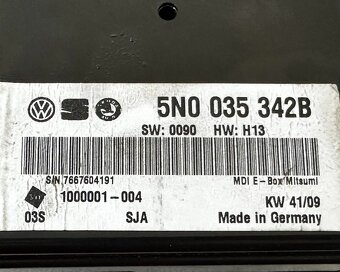 5N0 035 342B
SW: 0090 HW: H13
S/N 7667604191
MDI E-Box/Mitsumi
1000001-004
KW 41/09
03S
SJA
Made in Germany